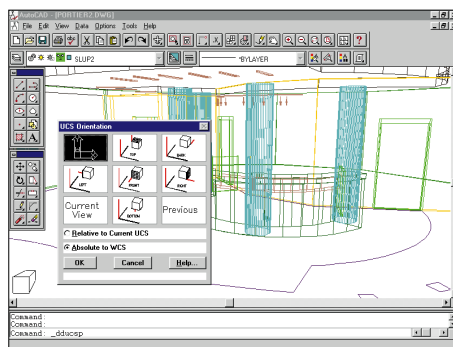 AutoCAD - [PORTIER2.DWG]
File Edit View Data Options Tools Help
SLUP2
BYLAYER
UCS Orientation
TOP
BACK
LEFT
FRONT
RIGHT
Current
View
BOTTOM
Previous
Relative to Current UCS
Absolute to WCS
OK Cancel Help...
Command:
Command:
Command: _dducsp